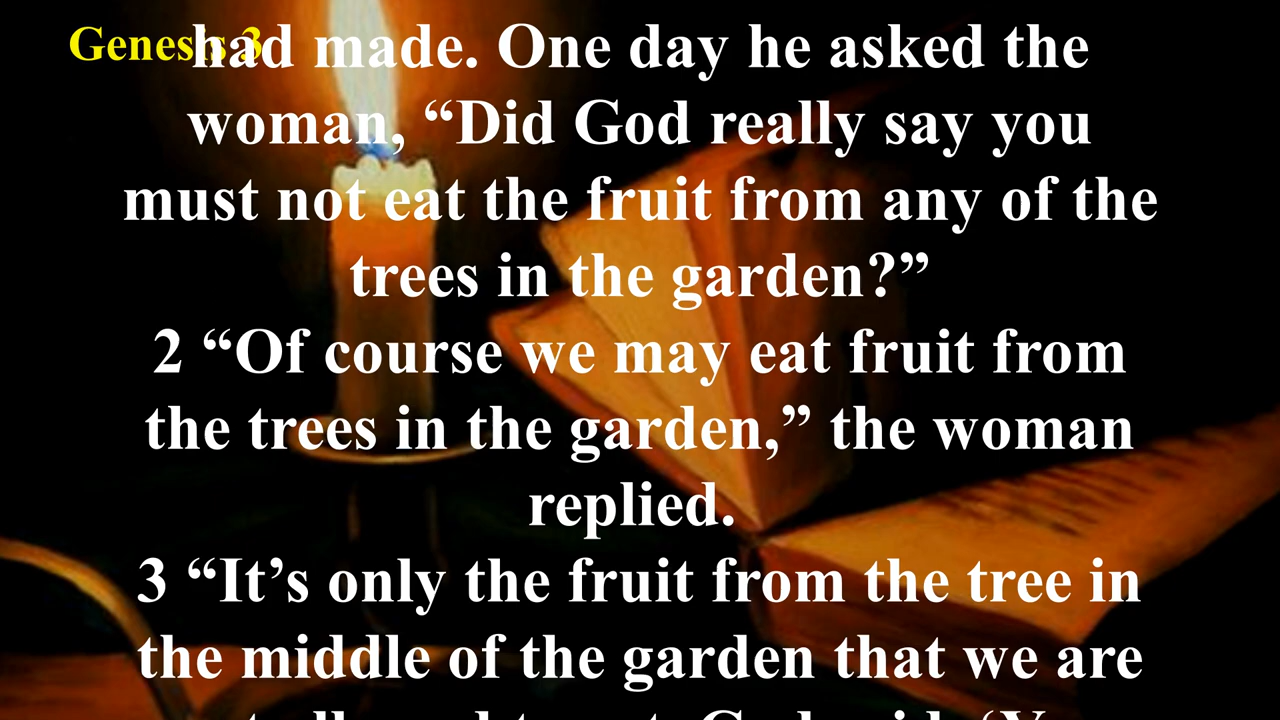 Genesis 3
had made. One day he asked the
woman, “Did God really say you
must not eat the fruit from any of the
trees in the garden?”
2 “Of course we may eat fruit from
the trees in the garden,” the woman
replied.
3 “It’s only the fruit from the tree in
the middle of the garden that we are